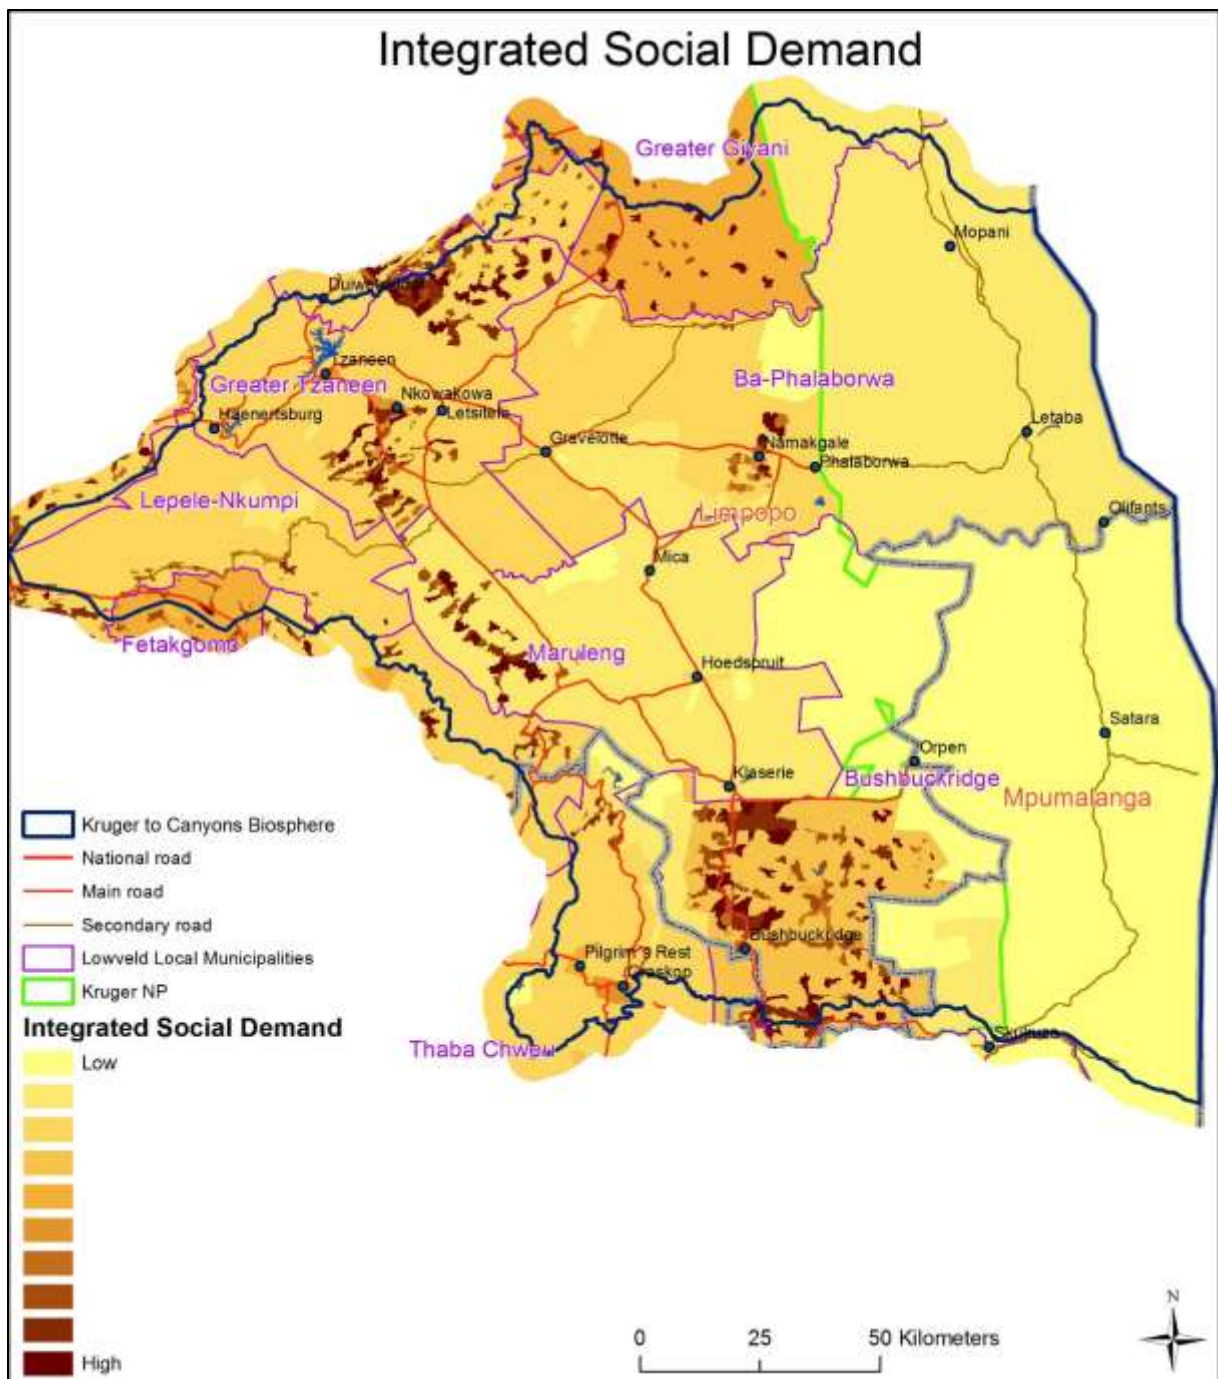 Integrated Social Demand
Greater Giyani
Mopani
Tzaneen
Greater Tzaneen
Nkowakowa
Letsitele
Haenertsburg
Ba-Phalaborwa
Letaba
Gravelotte
Namakgale
Phalaborwa
Lepele-Nkumpi
Limpopo
Olifants
Mica
Fetakgomo
Maruleng
Hoedspruit
Satara
Orpen
Klaserie
Bushbuckridge
Mpumalanga
Bushbuckridge
Pilgrim's Rest
Graskop
Skukuza
Thaba Chweu
Kruger to Canyons Biosphere
National road
Main road
Secondary road
Lowveld Local Municipalities
Kruger NP
Integrated Social Demand
Low
High
0 25 50 Kilometers
N